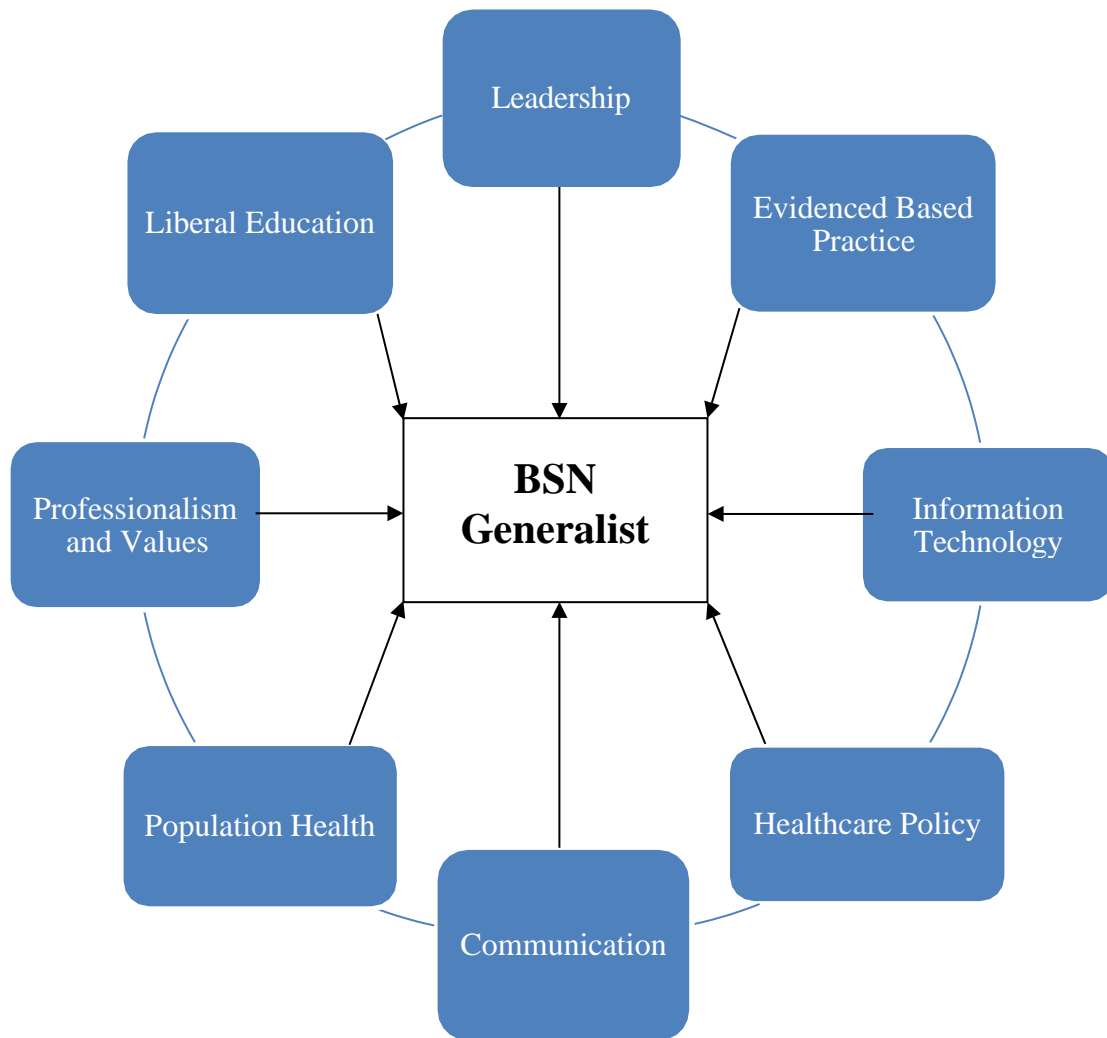 Leadership
Liberal Education
Evidenced Based
Practice
BSN
Generalist
Professionalism
and Values
Information
Technology
Population Health
Healthcare Policy
Communication